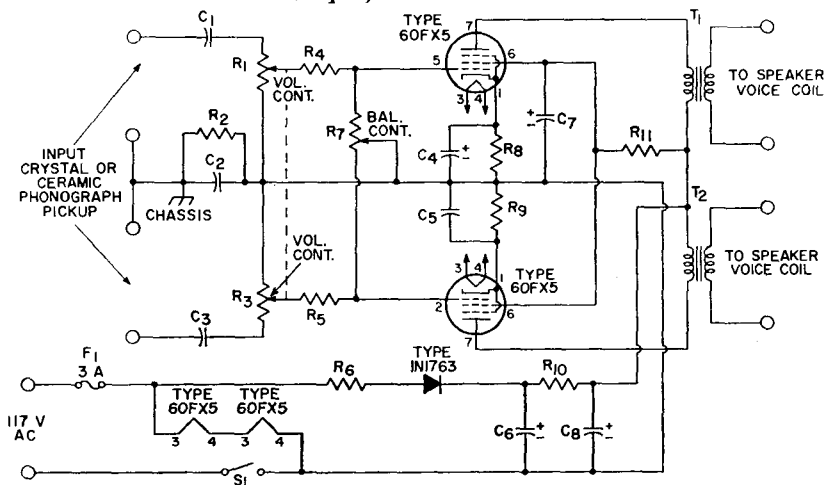 TYPE
60FX5
7
T1
C1
R1
VOL.
CONT.
R4
5
6
3
4
1
TO SPEAKER
VOICE COIL
INPUT
CRYSTAL OR
CERAMIC
PHONOGRAPH
PICKUP
R2
C2
CHASSIS
BAL.
CONT.
R7
C4
+
-
R8
+
-
C7
R11
T2
C5
R9
VOL.
CONT.
R3
C3
R5
3
4
1
TYPE
60FX5
2
6
7
TO SPEAKER
VOICE COIL
F1
3 A
117 V
AC
TYPE
60FX5
TYPE
60FX5
3 4 3 4
S1
R6
TYPE
1N1763
R10
C6
+
-
C8
+
-